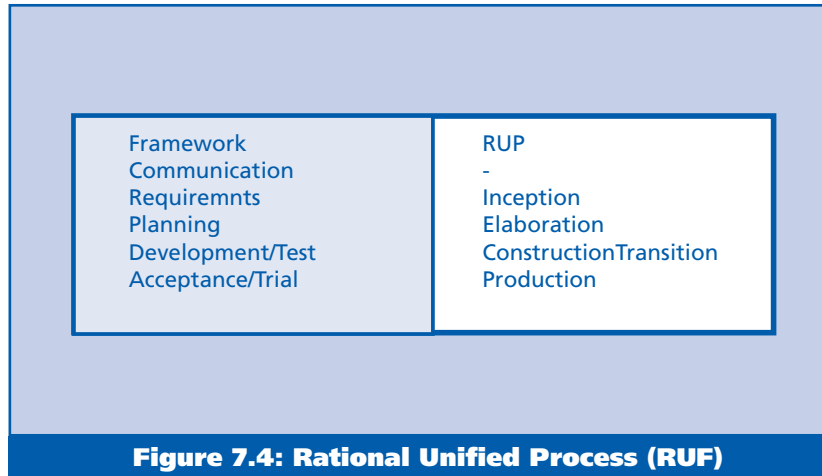 Framework RUP
Communication -
Requiremnts Inception
Planning Elaboration
Development/Test ConstructionTransition
Acceptance/Trial Production
Figure 7.4: Rational Unified Process (RUF)